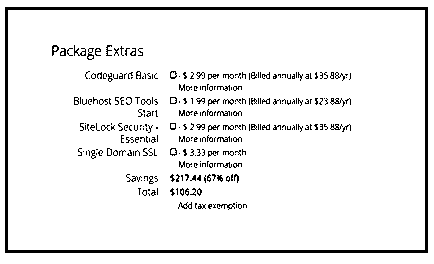 Package Extras
Codeguard Basic - $ 2.99 per month (Billed annually at $35.88/yr)
More information
Bluehost SEO Tools - $ 1.99 per month (Billed annually at $23.88/yr)
Start More information
SiteLock Security - - $ 2.99 per month (Billed annually at $35.88/yr)
Essential More information
Single Domain SSL - $ 3.33 per month
More information
Savings $217.44 (67% off)
Total $106.20
Add tax exemption